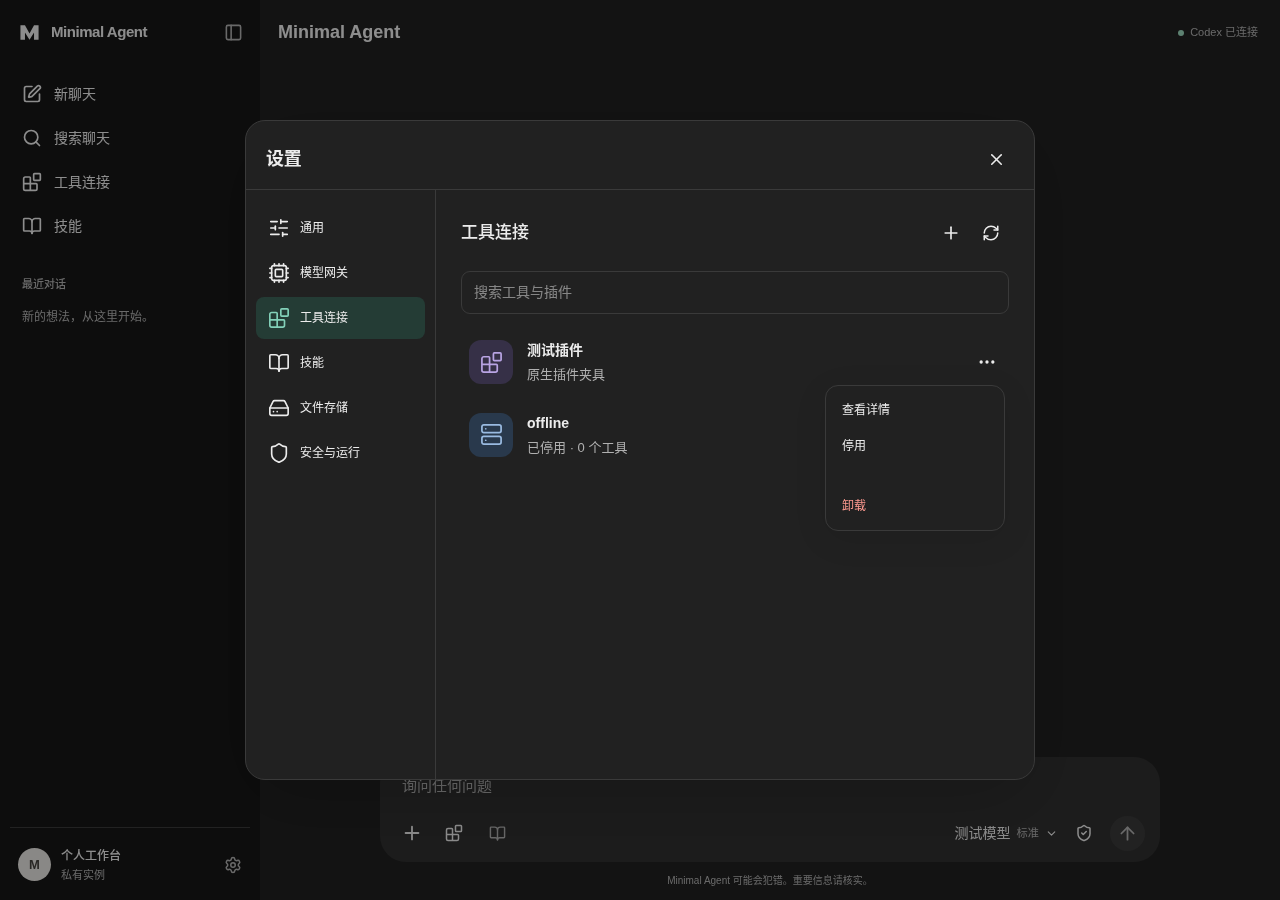 Minimal Agent
新聊天
搜索聊天
工具连接
技能
最近对话
新的想法，从这里开始。
M
个人工作台
私有实例
Minimal Agent
Codex 已连接
设置
通用
模型网关
工具连接
技能
文件存储
安全与运行
工具连接
搜索工具与插件
测试插件
原生插件夹具
offline
已停用 · 0 个工具
查看详情
停用
卸载
询问任何问题
测试模型 标准
Minimal Agent 可能会犯错。重要信息请核实。